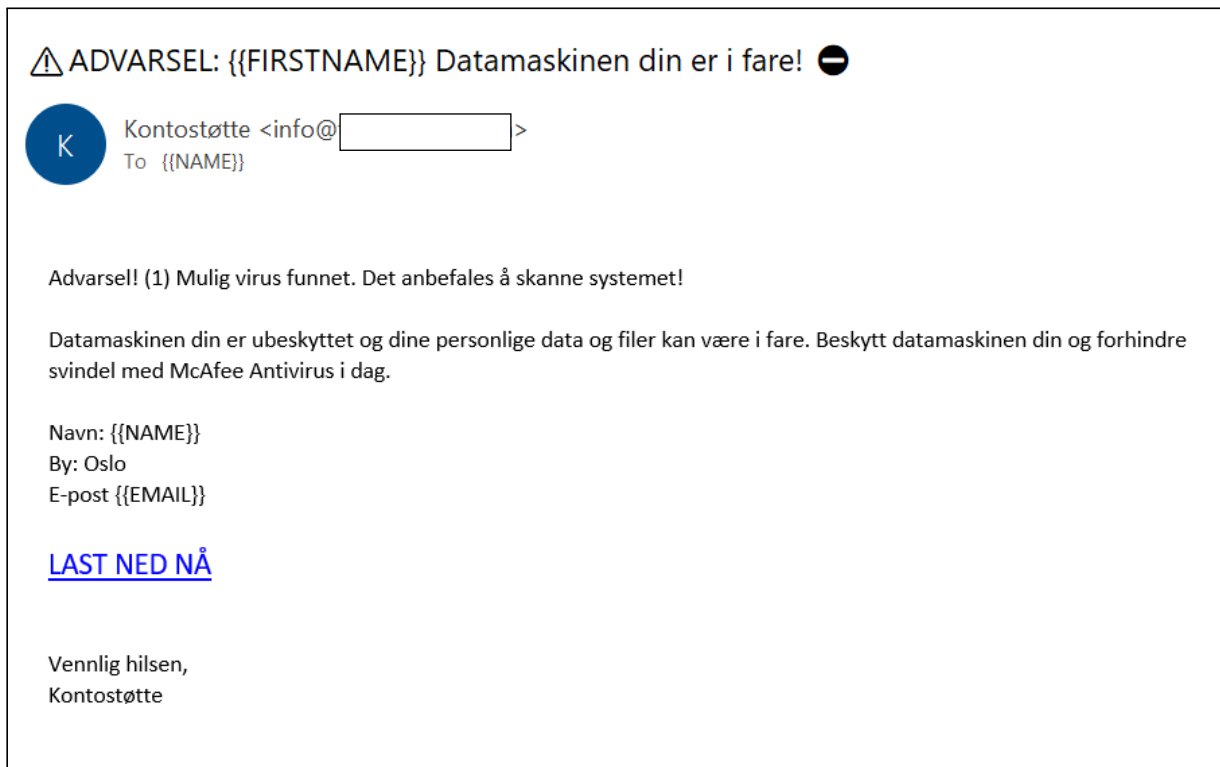 ⚠ ADVARSEL: {{FIRSTNAME}} Datamaskinen din er i fare! ⛔
K
Kontostøtte <info@ >
To {{NAME}}
Advarsel! (1) Mulig virus funnet. Det anbefales å skanne systemet!
Datamaskinen din er ubeskyttet og dine personlige data og filer kan være i fare. Beskytt datamaskinen din og forhindre
svindel med McAfee Antivirus i dag.
Navn: {{NAME}}
By: Oslo
E-post {{EMAIL}}
LAST NED NÅ
Vennlig hilsen,
Kontostøtte